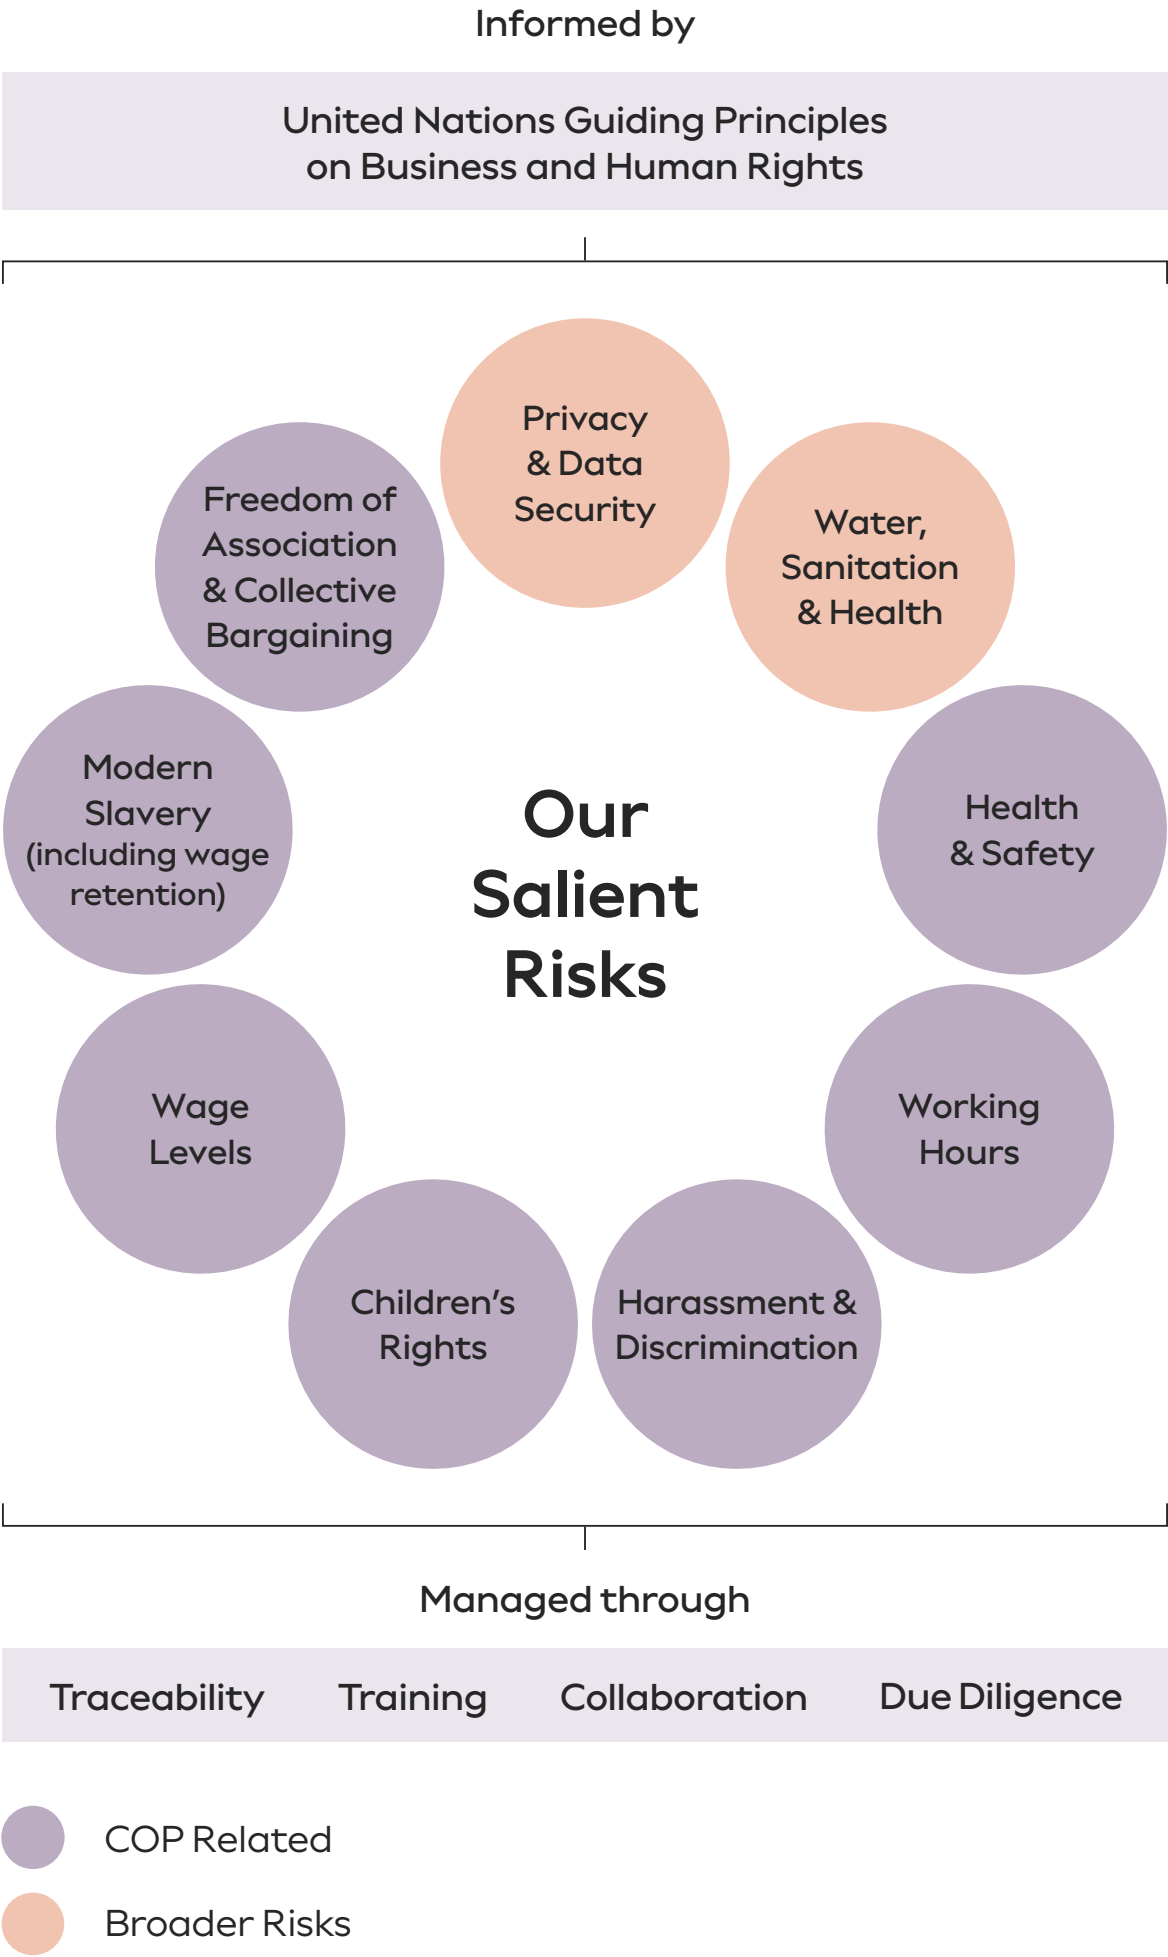 Informed by
United Nations Guiding Principles
on Business and Human Rights
Privacy
& Data
Security
Water,
Sanitation
& Health
Health
& Safety
Working
Hours
Harassment &
Discrimination
Children’s
Rights
Wage
Levels
Modern
Slavery
(including wage
retention)
Freedom of
Association
& Collective
Bargaining
Our
Salient
Risks
Managed through
Traceability Training Collaboration Due Diligence
COP Related
Broader Risks